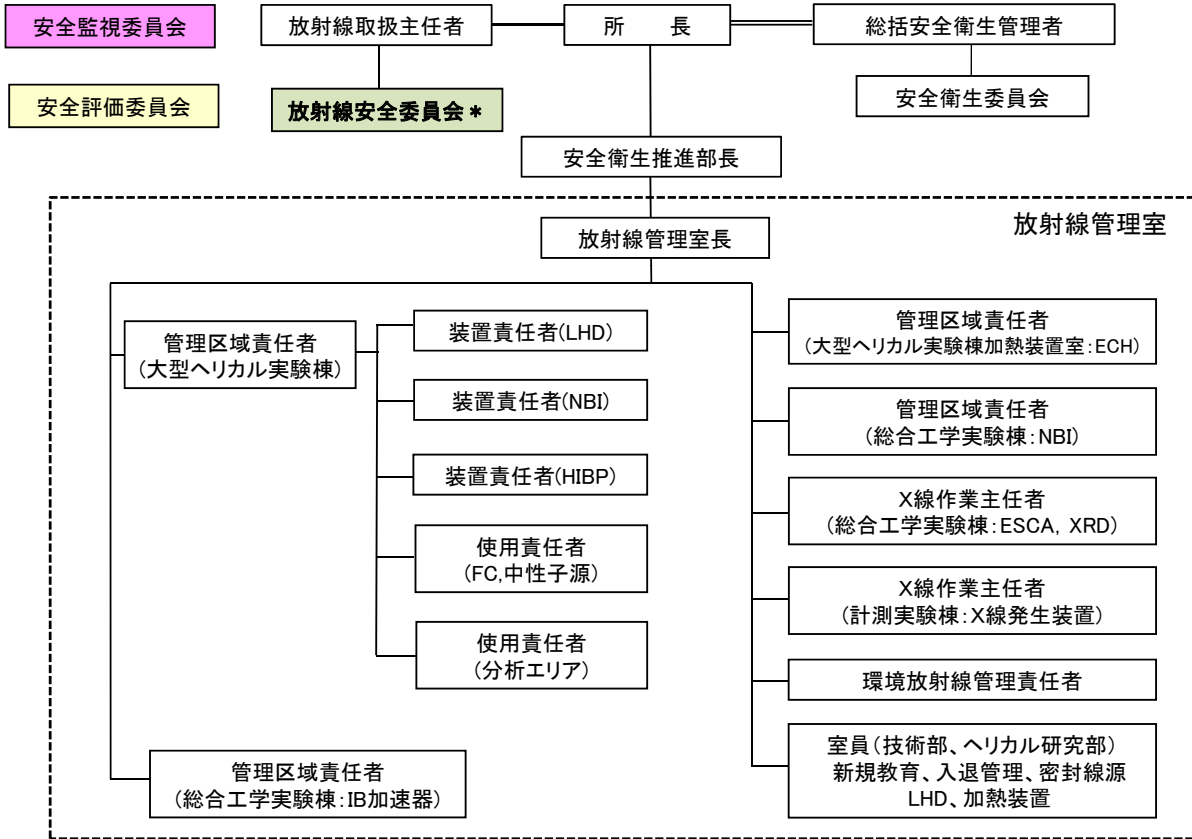 安全監視委員会
放射線取扱主任者
所　長
総括安全衛生管理者
安全評価委員会
放射線安全委員会＊
安全衛生委員会
安全衛生推進部長
放射線管理室
放射線管理室長
管理区域責任者
(大型ヘリカル実験棟)
装置責任者(LHD)
装置責任者(NBI)
装置責任者(HIBP)
使用責任者
(FC,中性子源)
使用責任者
(分析エリア)
管理区域責任者
(総合工学実験棟:IB加速器)
管理区域責任者
(大型ヘリカル実験棟加熱装置室:ECH)
管理区域責任者
(総合工学実験棟:NBI)
X線作業主任者
(総合工学実験棟:ESCA, XRD)
X線作業主任者
(計測実験棟:X線発生装置)
環境放射線管理責任者
室員(技術部、ヘリカル研究部)
新規教育、入退管理、密封線源
LHD、加熱装置